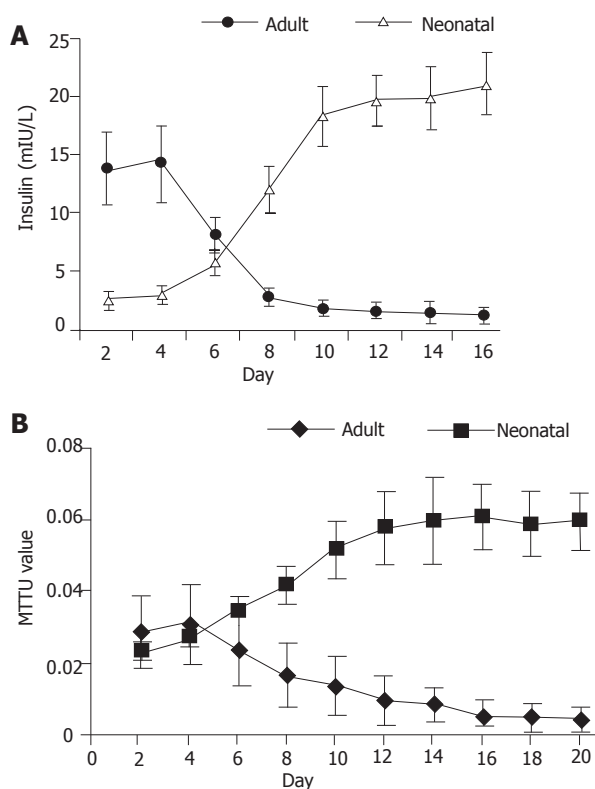 A
Adult
Neonatal
25
20
15
10
5
0
Insulin (mIU/L)
2 4 6 8 10 12 14 16
Day
B
Adult
Neonatal
0.08
0.06
0.04
0.02
0
MTTU value
0 2 4 6 8 10 12 14 16 18 20
Day